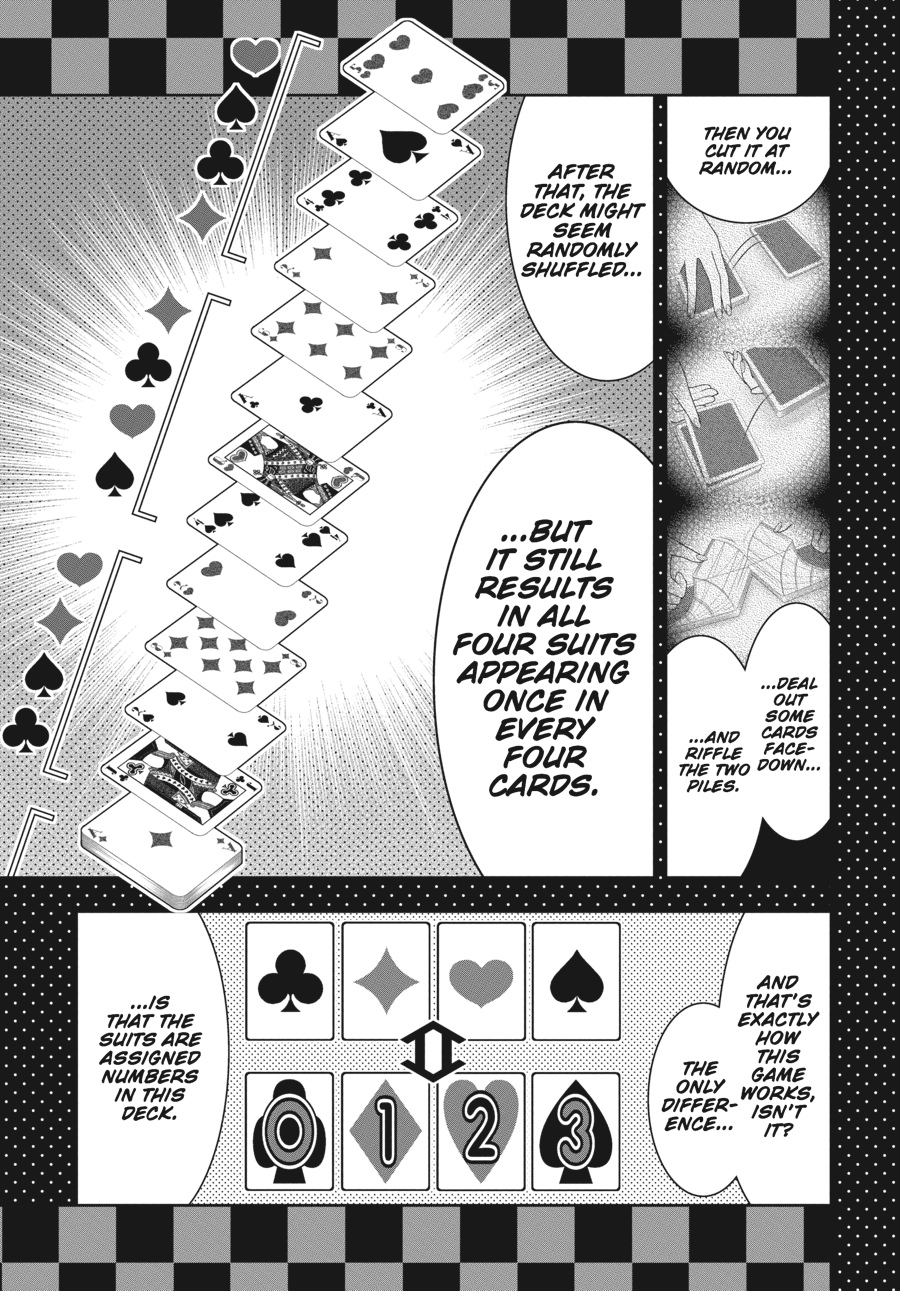 THEN YOU
CUT IT AT
RANDOM...
...DEAL
OUT
SOME
CARDS
FACE-
DOWN...
...AND
RIFFLE
THE TWO
PILES.
AFTER
THAT, THE
DECK MIGHT
SEEM
RANDOMLY
SHUFFLED...
...BUT
IT STILL
RESULTS
IN ALL
FOUR SUITS
APPEARING
ONCE IN
EVERY
FOUR
CARDS.
AND
THAT'S
EXACTLY
HOW
THIS
GAME
WORKS,
ISN'T
IT?
THE
ONLY
DIFFER-
ENCE...
0
1
2
3
...IS
THAT THE
SUITS ARE
ASSIGNED
NUMBERS
IN THIS
DECK.